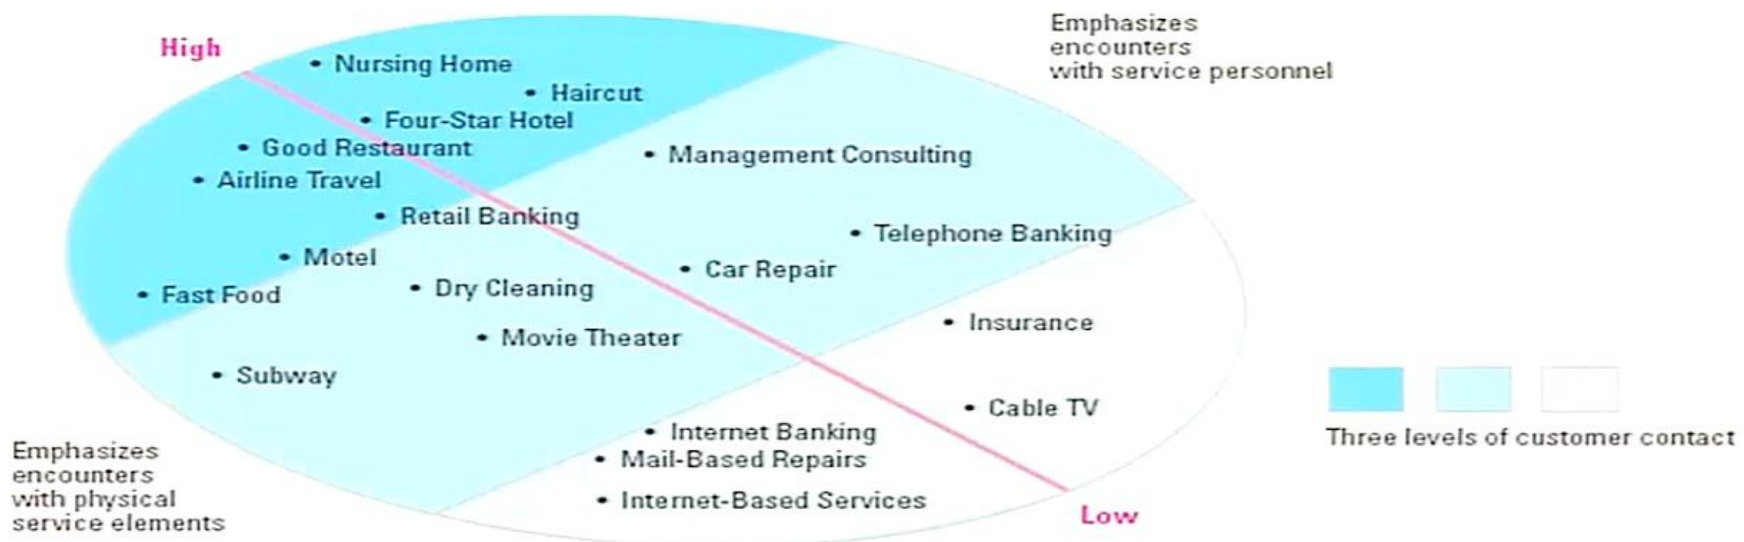 High
Emphasizes
encounters
with service personnel
• Nursing Home
• Haircut
• Four-Star Hotel
• Good Restaurant
• Management Consulting
• Airline Travel
• Retail Banking
• Telephone Banking
• Motel
• Car Repair
• Dry Cleaning
• Fast Food
• Insurance
• Movie Theater
• Subway
• Cable TV
• Internet Banking
• Mail-Based Repairs
• Internet-Based Services
Low
Three levels of customer contact
Emphasizes
encounters
with physical
service elements